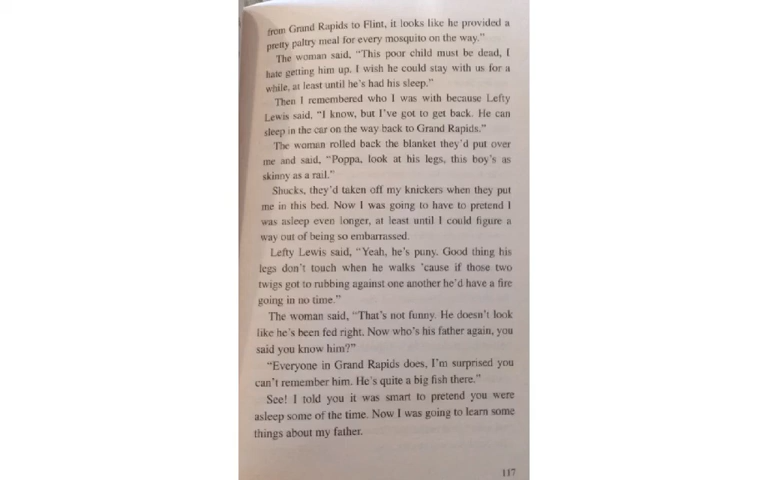 from Grand Rapids to Flint, it looks like he provided a
pretty paltry meal for every mosquito on the way.”
The woman said, “This poor child must be dead, I
hate getting him up. I wish he could stay with us for a
while, at least until he’s had his sleep.”
Then I remembered who I was with because Lefty
Lewis said, “I know, but I’ve got to get back. He can
sleep in the car on the way back to Grand Rapids.”
The woman rolled back the blanket they’d put over
me and said, “Poppa, look at his legs, this boy’s as
skinny as a rail.”
Shucks, they’d taken off my knickers when they put
me in this bed. Now I was going to have to pretend I
was asleep even longer, at least until I could figure a
way out of being so embarrassed.
Lefty Lewis said, “Yeah, he’s puny. Good thing his
legs don’t touch when he walks ’cause if those two
twigs got to rubbing against one another he’d have a fire
going in no time.”
The woman said, “That’s not funny. He doesn’t look
like he’s been fed right. Now who’s his father again, you
said you know him?”
“Everyone in Grand Rapids does, I’m surprised you
can’t remember him. He’s quite a big fish there.”
See! I told you it was smart to pretend you were
asleep some of the time. Now I was going to learn some
things about my father.
117